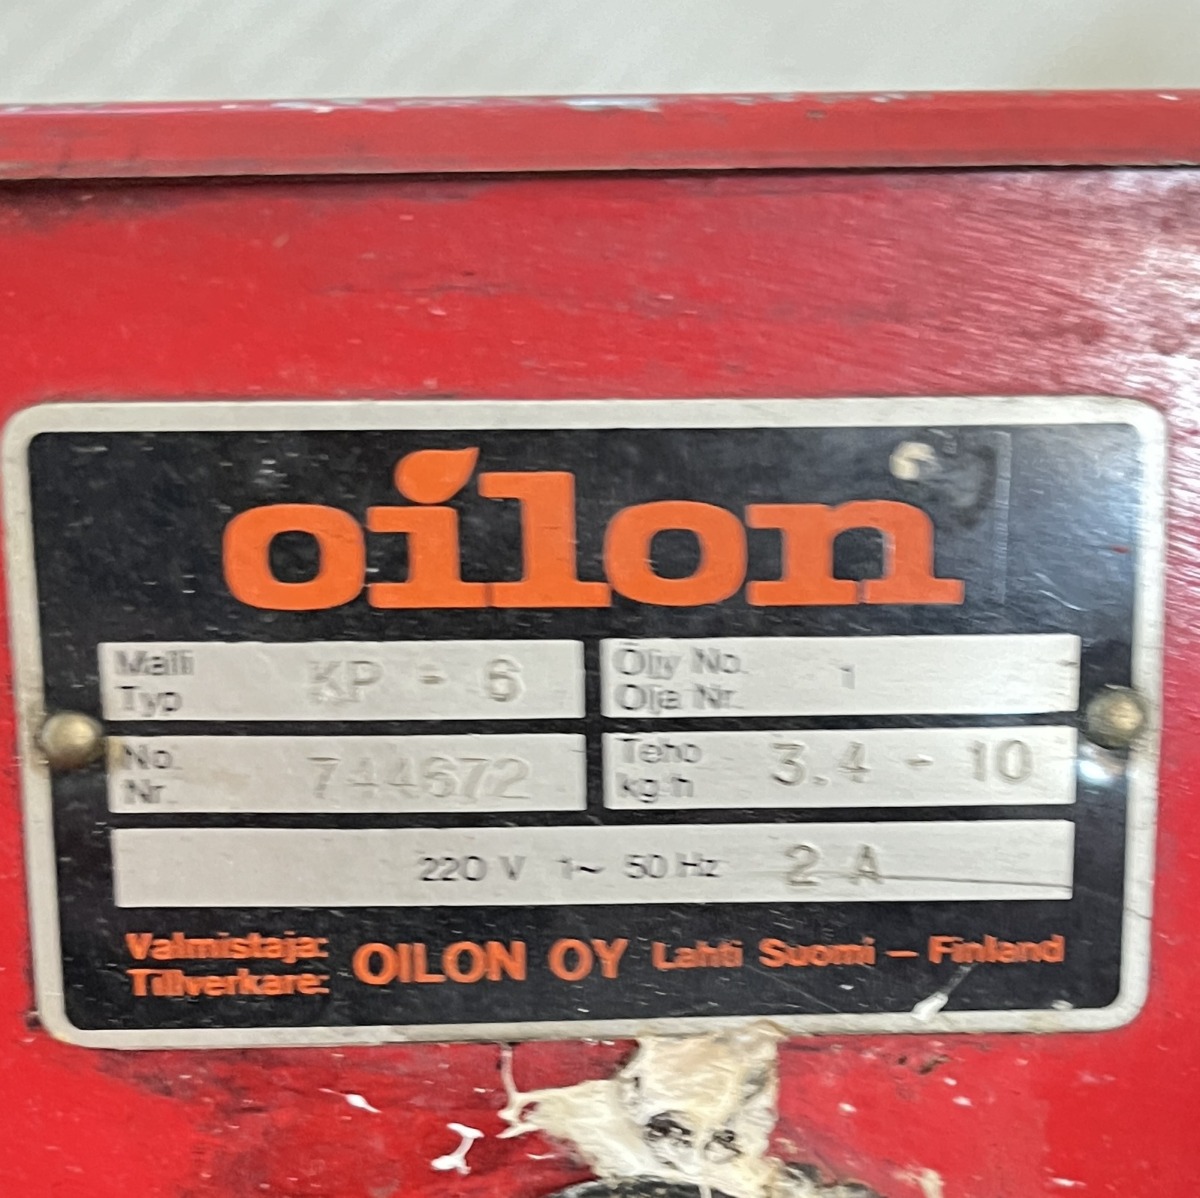 oilon
Malli
Typ
KP - 6
Öljy No.
Olja Nr.
1
No.
Nr.
744672
Teho
kg/h
3.4 - 10
220 V 1~ 50 Hz 2 A
Valmistaja:
Tillverkare:
OILON OY Lahti Suomi — Finland